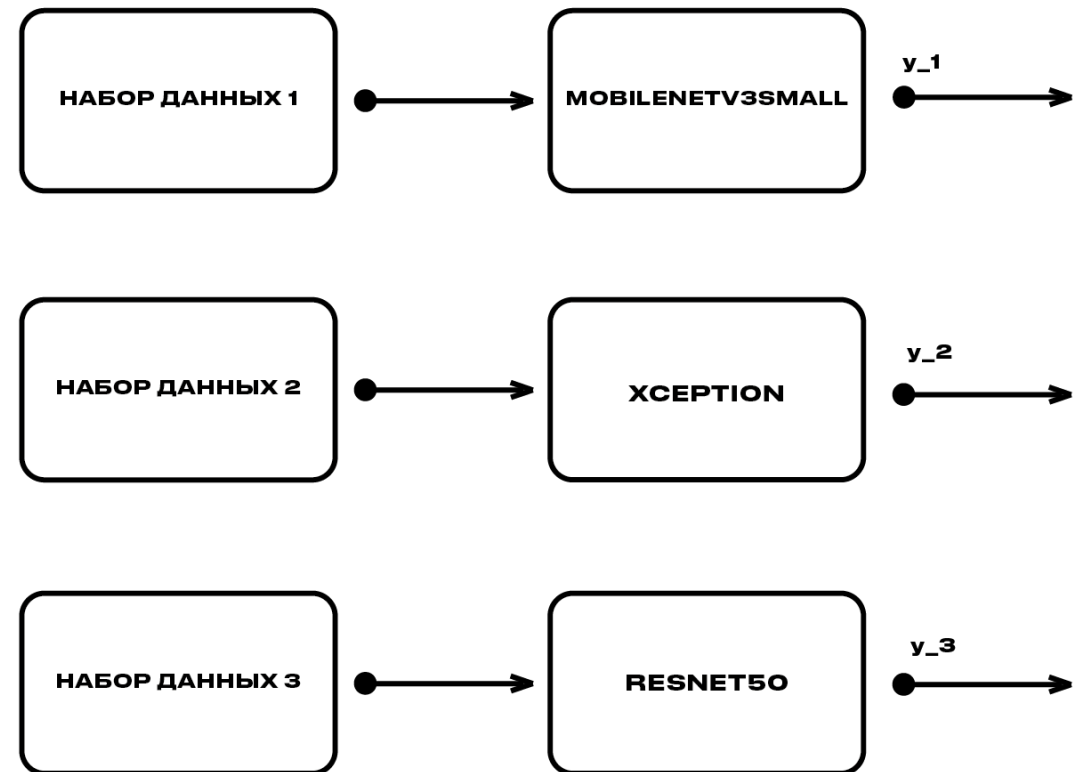 НАБОР ДАННЫХ 1
MOBILENETV3SMALL
y_1
НАБОР ДАННЫХ 2
XCEPTION
y_2
НАБОР ДАННЫХ 3
RESNET50
y_3